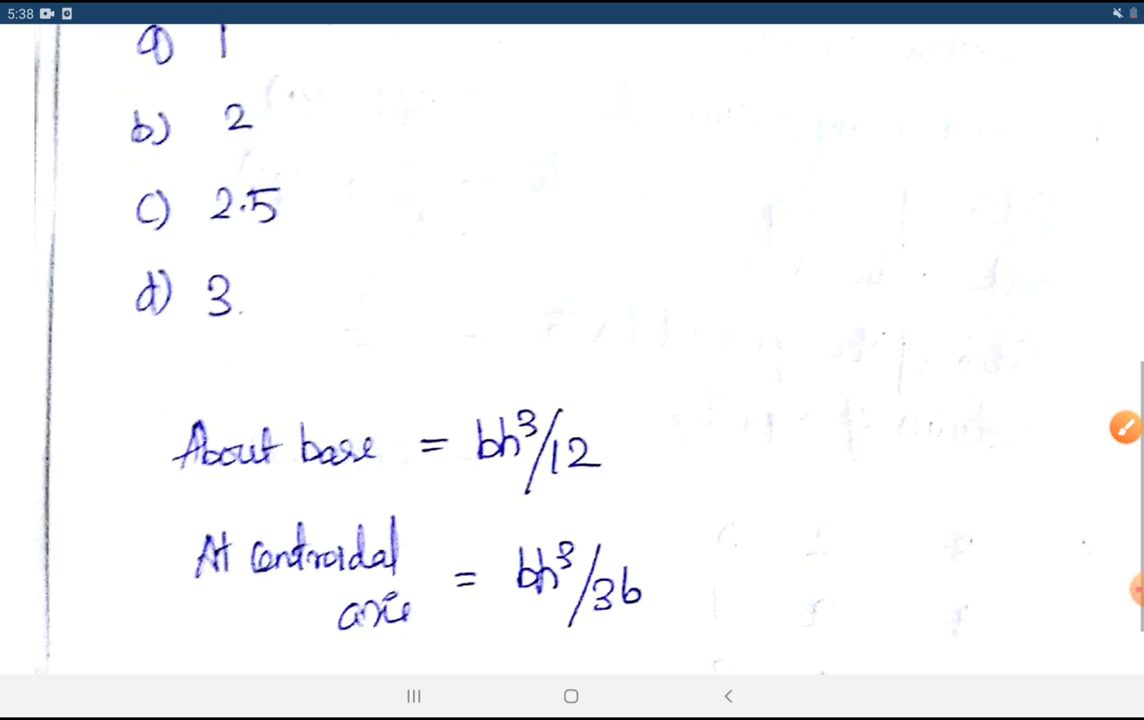 5:38
a) 1
b) 2
c) 2.5
d) 3.
About base = bh³/12
At centroidal
axis = bh³/36